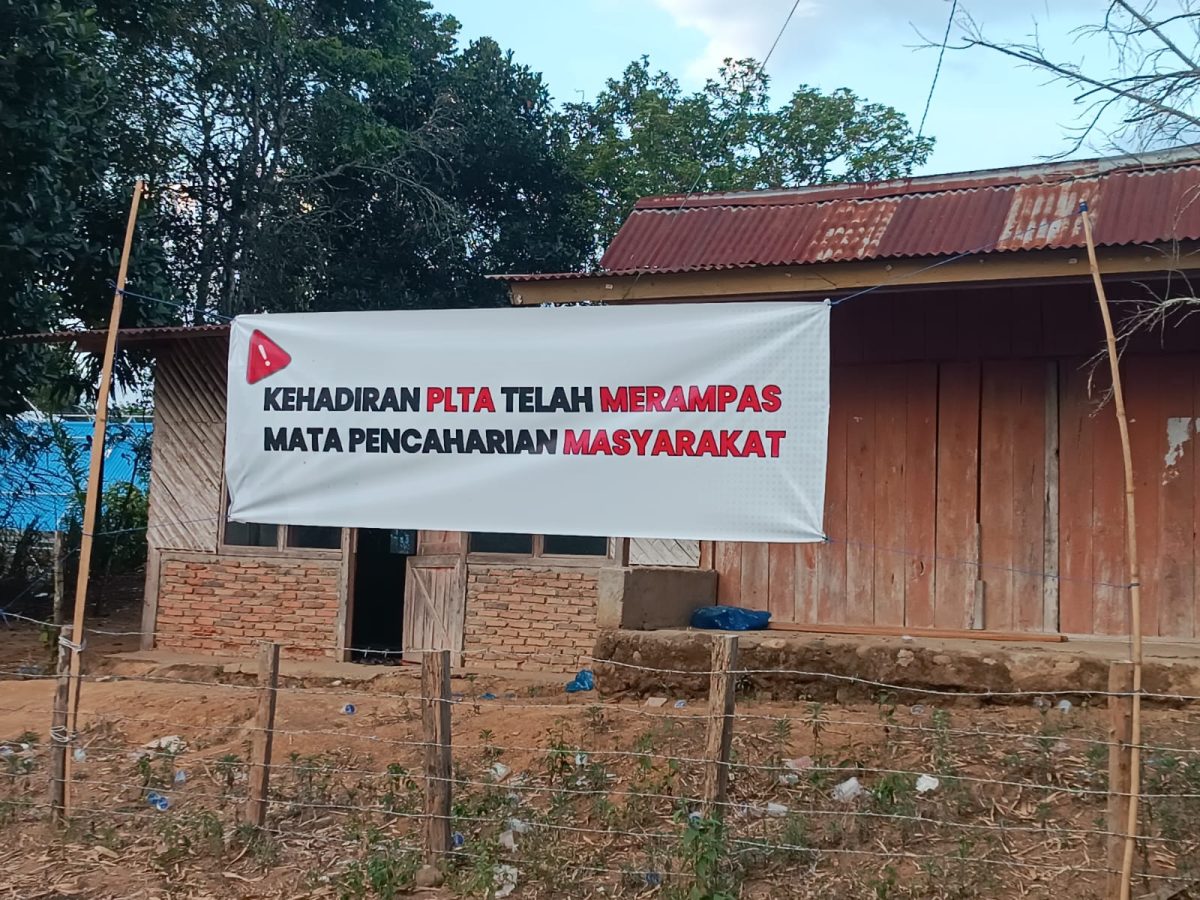 KEHADIRAN PLTA TELAH MERAMPAS
MATA PENCAHARIAN MASYARAKAT